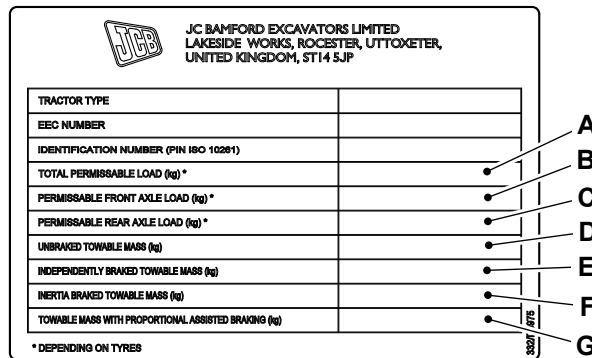 JCB
JC BAMFORD EXCAVATORS LIMITED
LAKESIDE WORKS, ROCESTER, UTTOXETER,
UNITED KINGDOM, ST14 5JP
TRACTOR TYPE
EEC NUMBER
IDENTIFICATION NUMBER (PIN ISO 10261)
TOTAL PERMISSABLE LOAD (kg) * A
PERMISSABLE FRONT AXLE LOAD (kg) * B
PERMISSABLE REAR AXLE LOAD (kg) * C
UNBRAKED TOWABLE MASS (kg) D
INDEPENDENTLY BRAKED TOWABLE MASS (kg) E
INERTIA BRAKED TOWABLE MASS (kg) F
TOWABLE MASS WITH PROPORTIONAL ASSISTED BRAKING (kg) G
* DEPENDING ON TYRES